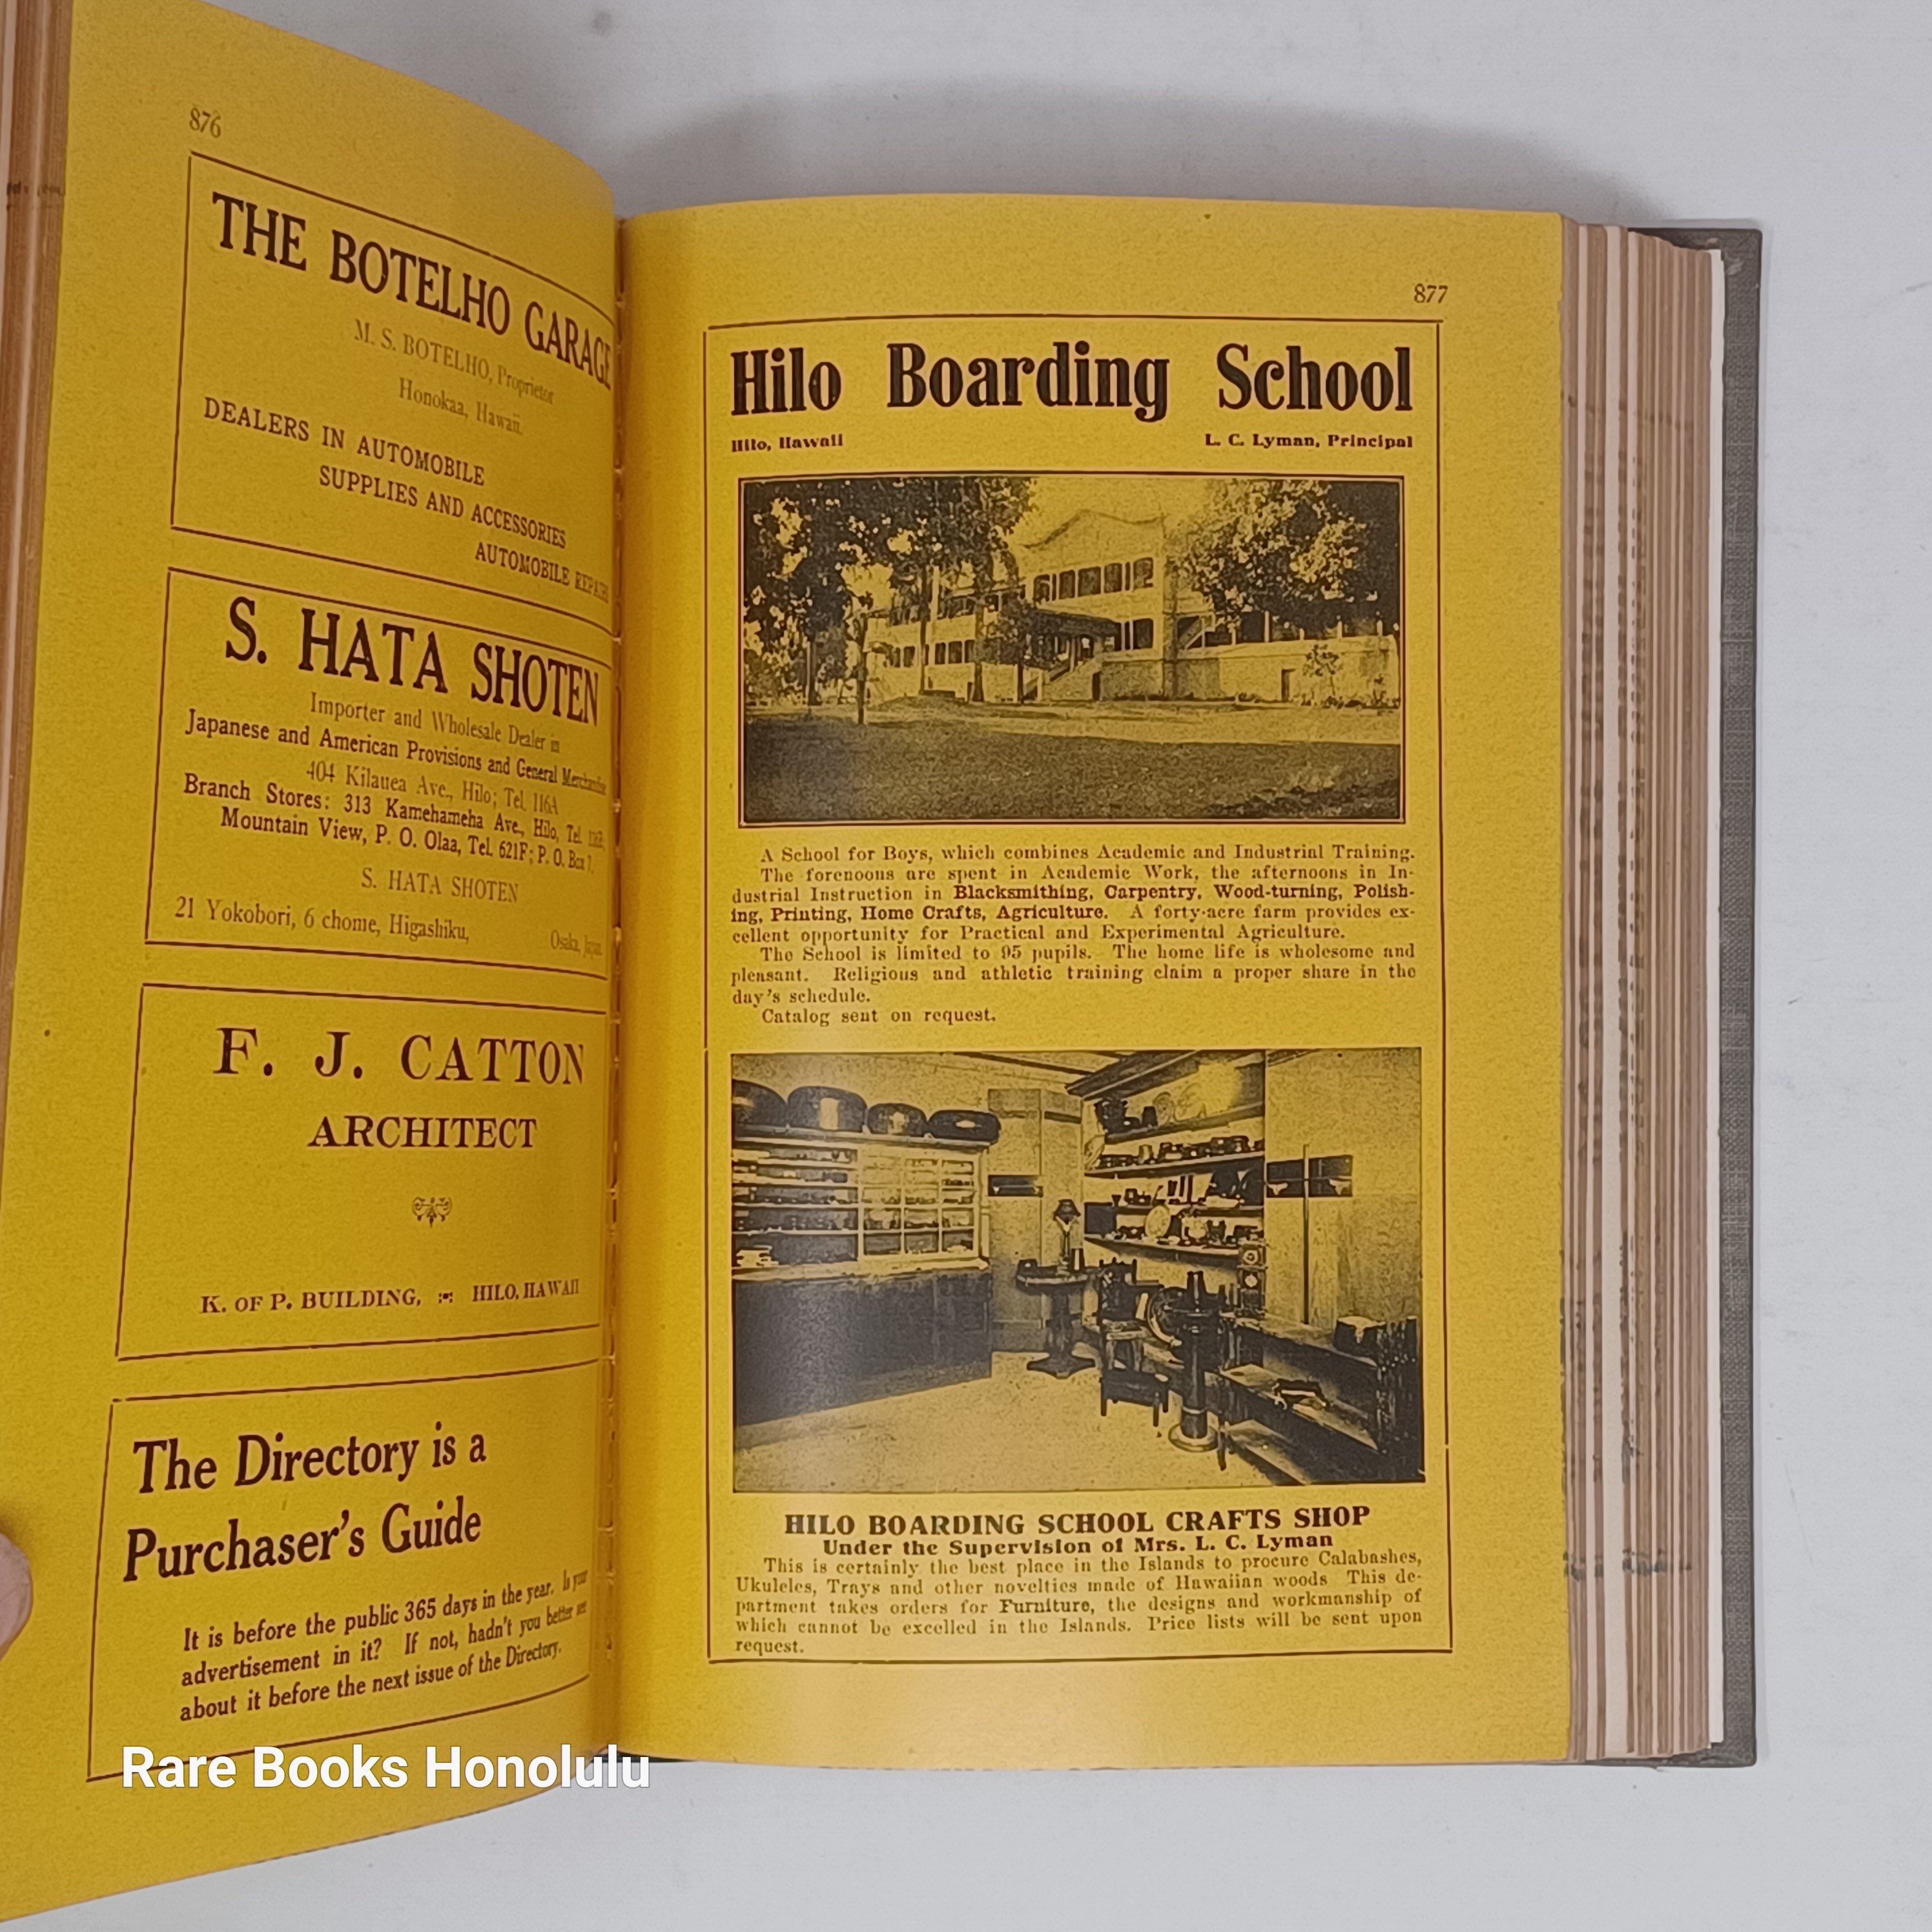 876
THE BOTELHO GARAGE
M. S. BOTELHO, Proprietor
Honokaa, Hawaii.
DEALERS IN AUTOMOBILE
SUPPLIES AND ACCESSORIES
AUTOMOBILE REPAIRS
S. HATA SHOTEN
Importer and Wholesale Dealer in
Japanese and American Provisions and General Merchandise
404 Kilauea Ave., Hilo; Tel. 116A
Branch Stores: 313 Kamehameha Ave., Hilo, Tel.
Mountain View, P. O. Olaa, Tel. 621F; P. O. Box 7.
S. HATA SHOTEN
21 Yokobori, 6 chome, Higashiku,
Osaka, Japan.
F. J. CATTON
ARCHITECT
K. OF P. BUILDING, HILO, HAWAII
The Directory is a
Purchaser's Guide
It is before the public 365 days in the year. Is your
advertisement in it? If not, hadn't you better see
about it before the next issue of the Directory.
877
Hilo Boarding School
Hilo, Hawaii L. C. Lyman, Principal
A School for Boys, which combines Academic and Industrial Training.
The forenoons are spent in Academic Work, the afternoons in In-
dustrial Instruction in Blacksmithing, Carpentry, Wood-turning, Polish-
ing, Printing, Home Crafts, Agriculture. A forty-acre farm provides ex-
cellent opportunity for Practical and Experimental Agriculture.
The School is limited to 95 pupils. The home life is wholesome and
pleasant. Religious and athletic training claim a proper share in the
day's schedule.
Catalog sent on request.
HILO BOARDING SCHOOL CRAFTS SHOP
Under the Supervision of Mrs. L. C. Lyman
This is certainly the best place in the Islands to procure Calabashes,
Ukuleles, Trays and other novelties made of Hawaiian woods This de-
partment takes orders for Furniture, the designs and workmanship of
which cannot be excelled in the Islands. Price lists will be sent upon
request.
Rare Books Honolulu